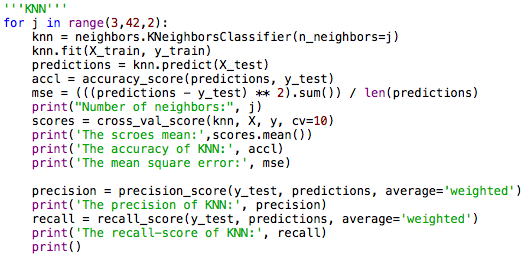 '''KNN'''
for j in range(3,42,2):
    knn = neighbors.KNeighborsClassifier(n_neighbors=j)
    knn.fit(X_train, y_train)
    predictions = knn.predict(X_test)
    accl = accuracy_score(predictions, y_test)
    mse = (((predictions - y_test) ** 2).sum()) / len(predictions)
    print("Number of neighbors:", j)
    scores = cross_val_score(knn, X, y, cv=10)
    print('The scroes mean:',scores.mean())
    print('The accuracy of KNN:', accl)
    print('The mean square error:', mse)

    precision = precision_score(y_test, predictions, average='weighted')
    print('The precision of KNN:', precision)
    recall = recall_score(y_test, predictions, average='weighted')
    print('The recall-score of KNN:', recall)
    print()